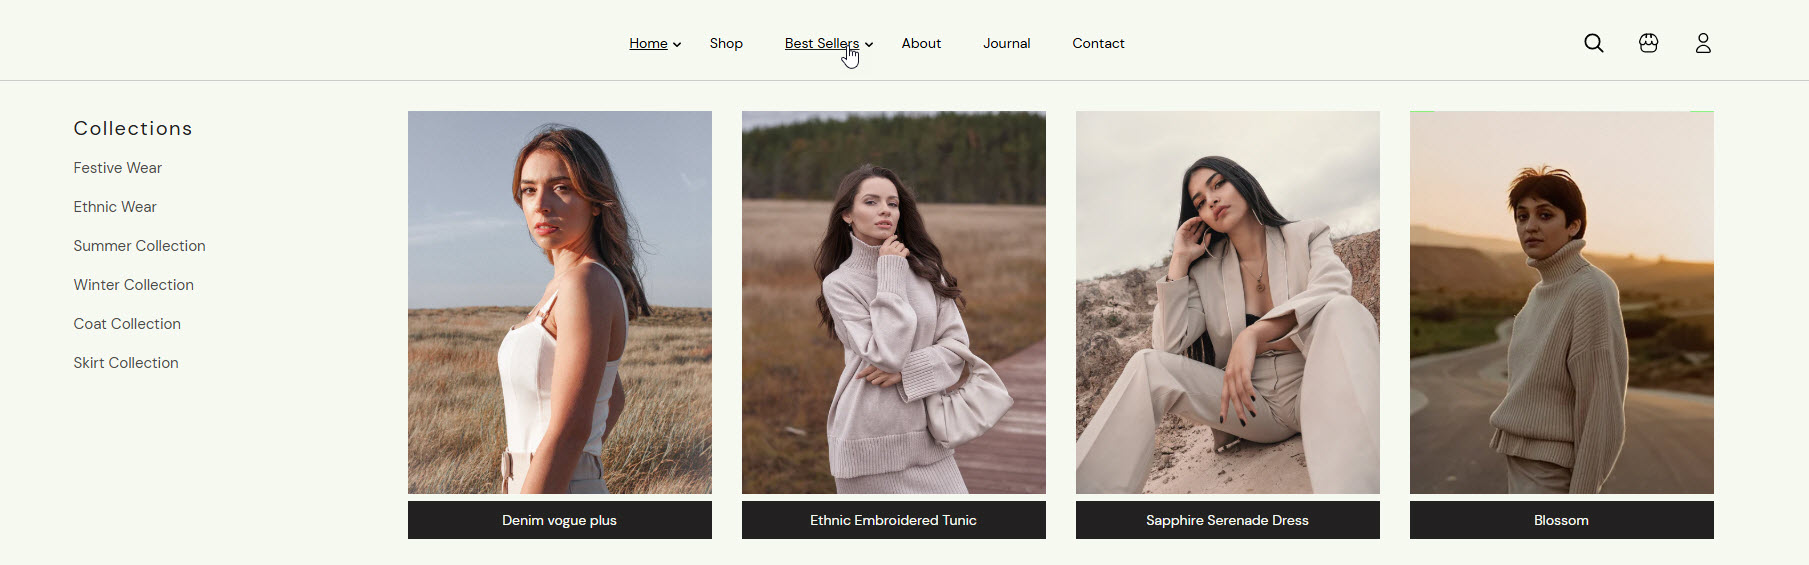 Home
Shop
Best Sellers
About
Journal
Contact
Collections
Festive Wear
Ethnic Wear
Summer Collection
Winter Collection
Coat Collection
Skirt Collection
Denim vogue plus
Ethnic Embroidered Tunic
Sapphire Serenade Dress
Blossom